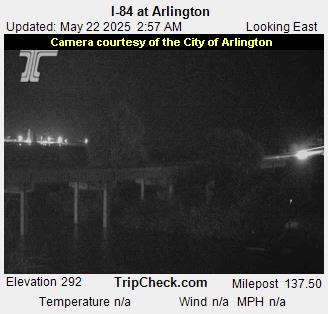 I-84 at Arlington
Updated: May 22 2025 2:57 AM Looking East
Camera courtesy of the City of Arlington
Elevation 292 TripCheck.com Milepost 137.50
Temperature n/a Wind n/a MPH n/a